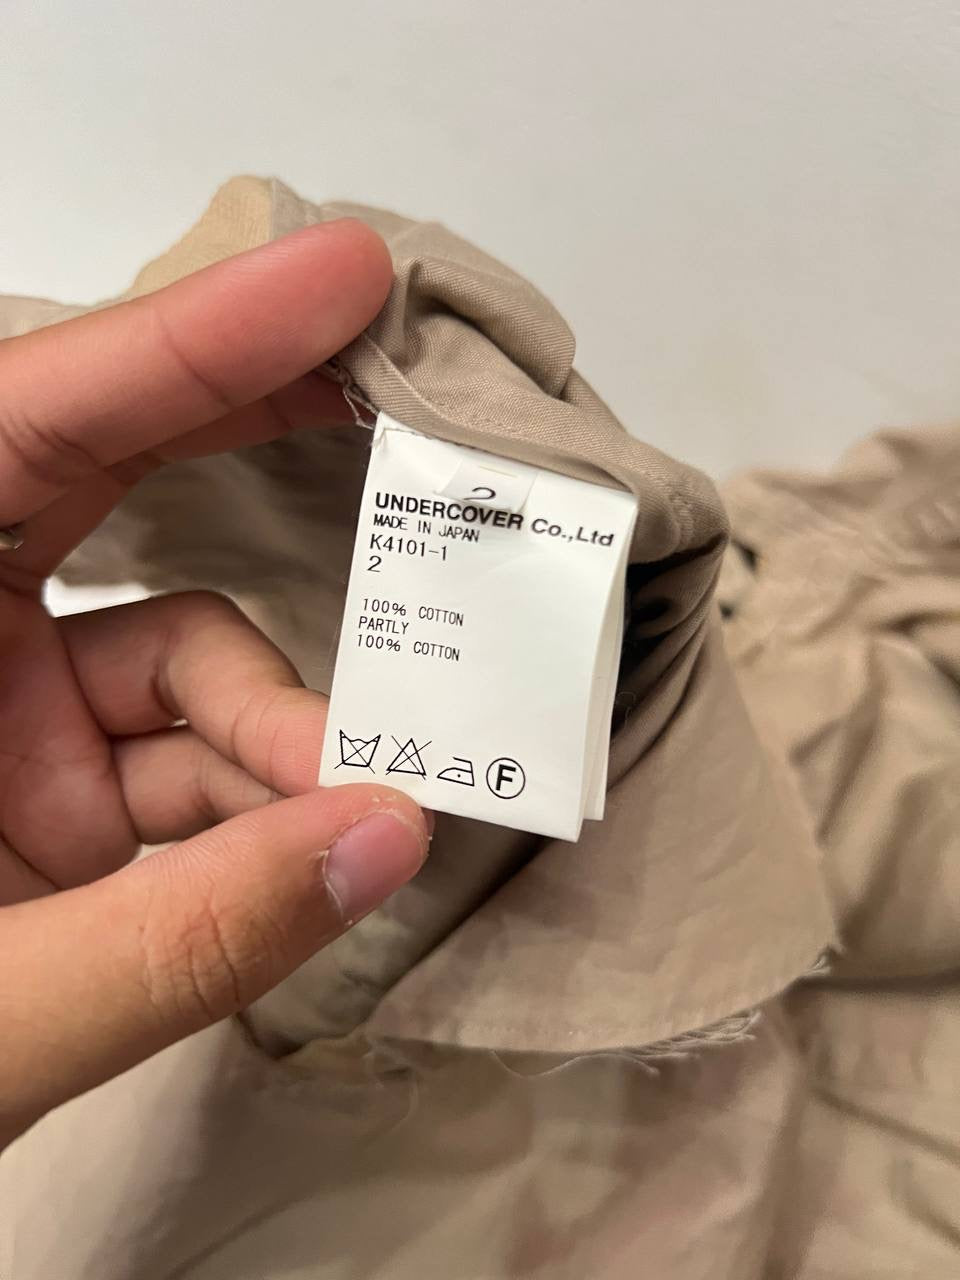 2
UNDERCOVER Co.,Ltd
MADE IN JAPAN
K4101-1
2
100% COTTON
PARTLY
100% COTTON
F